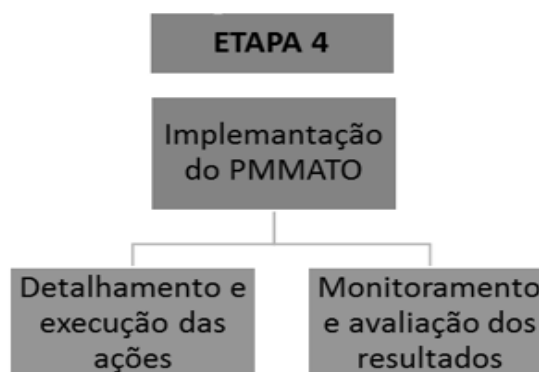 ETAPA 4
Implemantação
do PMMATO
Detalhamento e
execução das
ações
Monitoramento
e avaliação dos
resultados